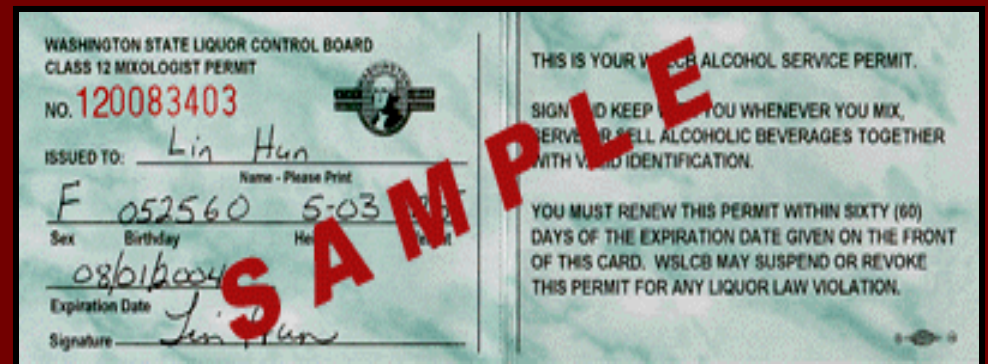 WASHINGTON STATE LIQUOR CONTROL BOARD
CLASS 12 MIXOLOGIST PERMIT
NO. 120083403
ISSUED TO: Lin Hun
Name - Please Print
F 052560 5-03
Sex Birthday
08/01/2004
Expiration Date
Signature Lin Hun
THIS IS YOUR ALCOHOL SERVICE PERMIT.
SIGN KEEP YOU WHENEVER YOU MIX,
SELL ALCOHOLIC BEVERAGES TOGETHER
WITH IDENTIFICATION.
YOU MUST RENEW THIS PERMIT WITHIN SIXTY (60)
DAYS OF THE EXPIRATION DATE GIVEN ON THE FRONT
OF THIS CARD. WSLCB MAY SUSPEND OR REVOKE
THIS PERMIT FOR ANY LIQUOR LAW VIOLATION.
SAMPLE